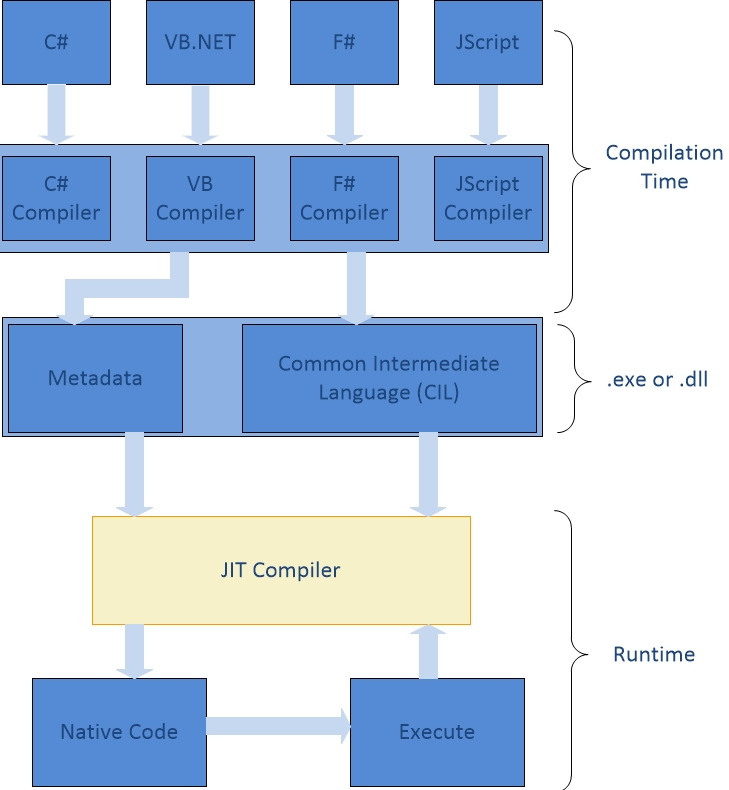 C#
VB.NET
F#
JScript
Compilation
Time
C#
Compiler
VB
Compiler
F#
Compiler
JScript
Compiler
Metadata
Common Intermediate
Language (CIL)
.exe or .dll
JIT Compiler
Runtime
Native Code
Execute